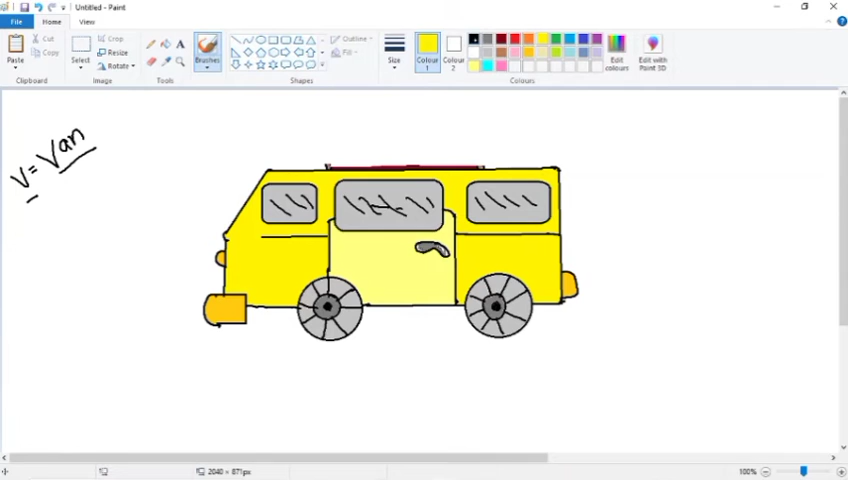 Untitled - Paint
File
Home
View
Paste
Cut
Copy
Clipboard
Select
Crop
Resize
Rotate
Image
Tools
Brushes
Shapes
Outline
Fill
Size
Colour 1
Colour 2
Edit colours
Edit with Paint 3D
Colours
V = Van
2040 × 871px
100%